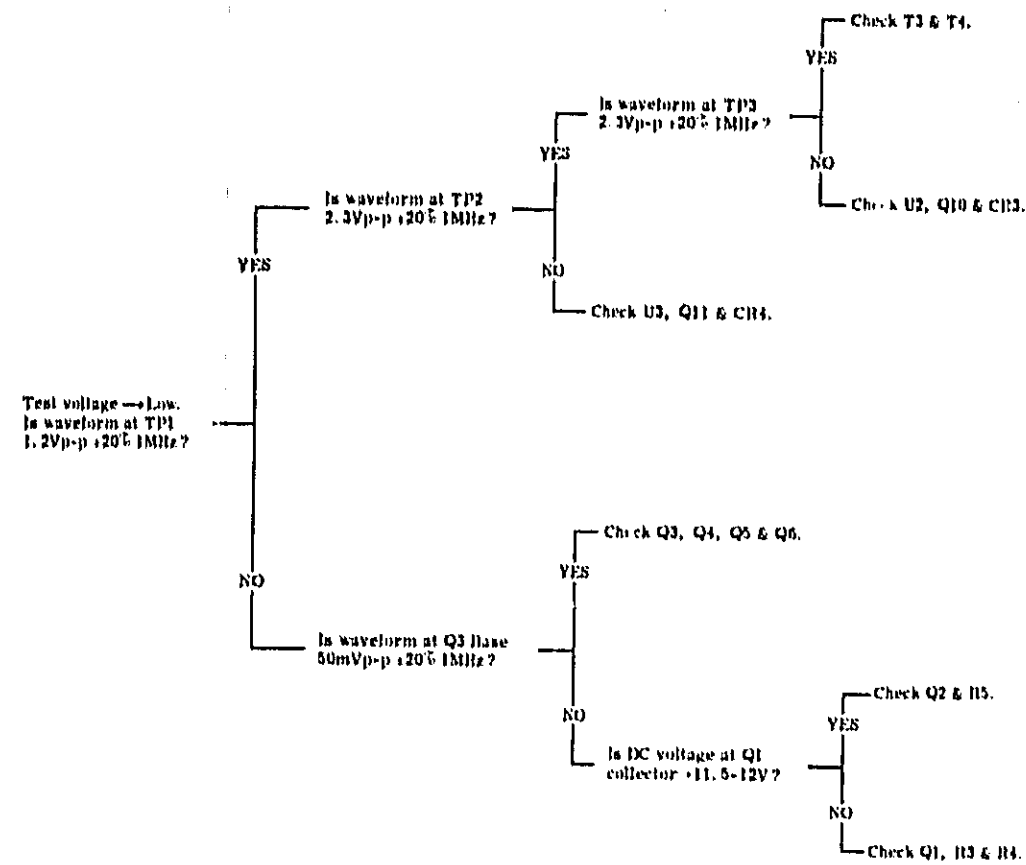 Check T3 & T4.
YES
Is waveform at TP3
2.3Vp-p ±20% 1MHz?
YES
NO
Is waveform at TP2
2.3Vp-p ±20% 1MHz?
Check U2, Q10 & CR3.
YES
NO
Check U3, Q11 & CR4.
Test voltage → Low.
Is waveform at TP1
1.2Vp-p ±20% 1MHz?
Check Q3, Q4, Q5 & Q6.
YES
NO
Is waveform at Q3 Base
50mVp-p ±20% 1MHz?
Check Q2 & R5.
NO
YES
Is DC voltage at Q1
collector +11.5-12V?
NO
Check Q1, R3 & R4.